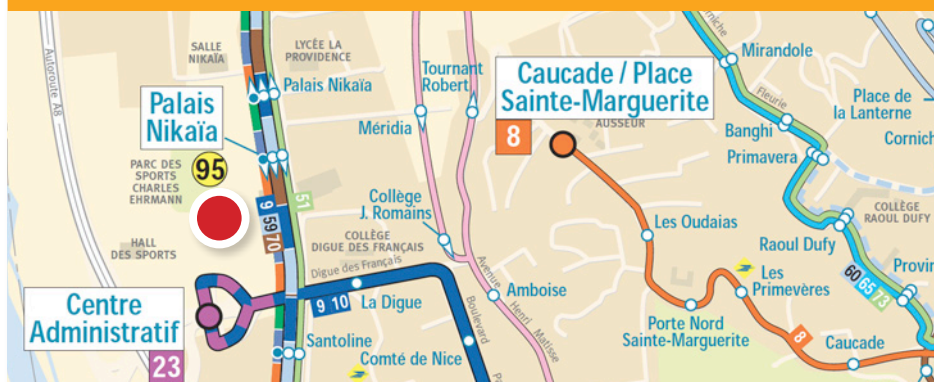 Autoroute A8
SALLE
NIKAÏA
LYCÉE LA
PROVIDENCE
Palais Nikaïa
Palais
Nikaïa
95
PARC DES
SPORTS
CHARLES
EHRMANN
HALL
DES SPORTS
9
59
70
51
Centre
Administratif
23
Tournant
Robert
Méridia
Collège
J. Romains
COLLÈGE
DIGUE DES FRANÇAIS
Digue des Français
9 10
La Digue
Santoline
Comté de Nice
Boulevard
Avenue
Henri
Matisse
Amboise
Caucade / Place
Sainte-Marguerite
8
AUSSEUR
Les Oudaias
Les
Primevères
Porte Nord
Sainte-Marguerite
8
Caucade
Mirandole
Fleurie
Banghi
Primavera
Place de
la Lanterne
Cornich
COLLÈGE
RAOUL DUFY
Raoul Dufy
60
65
73
Provin